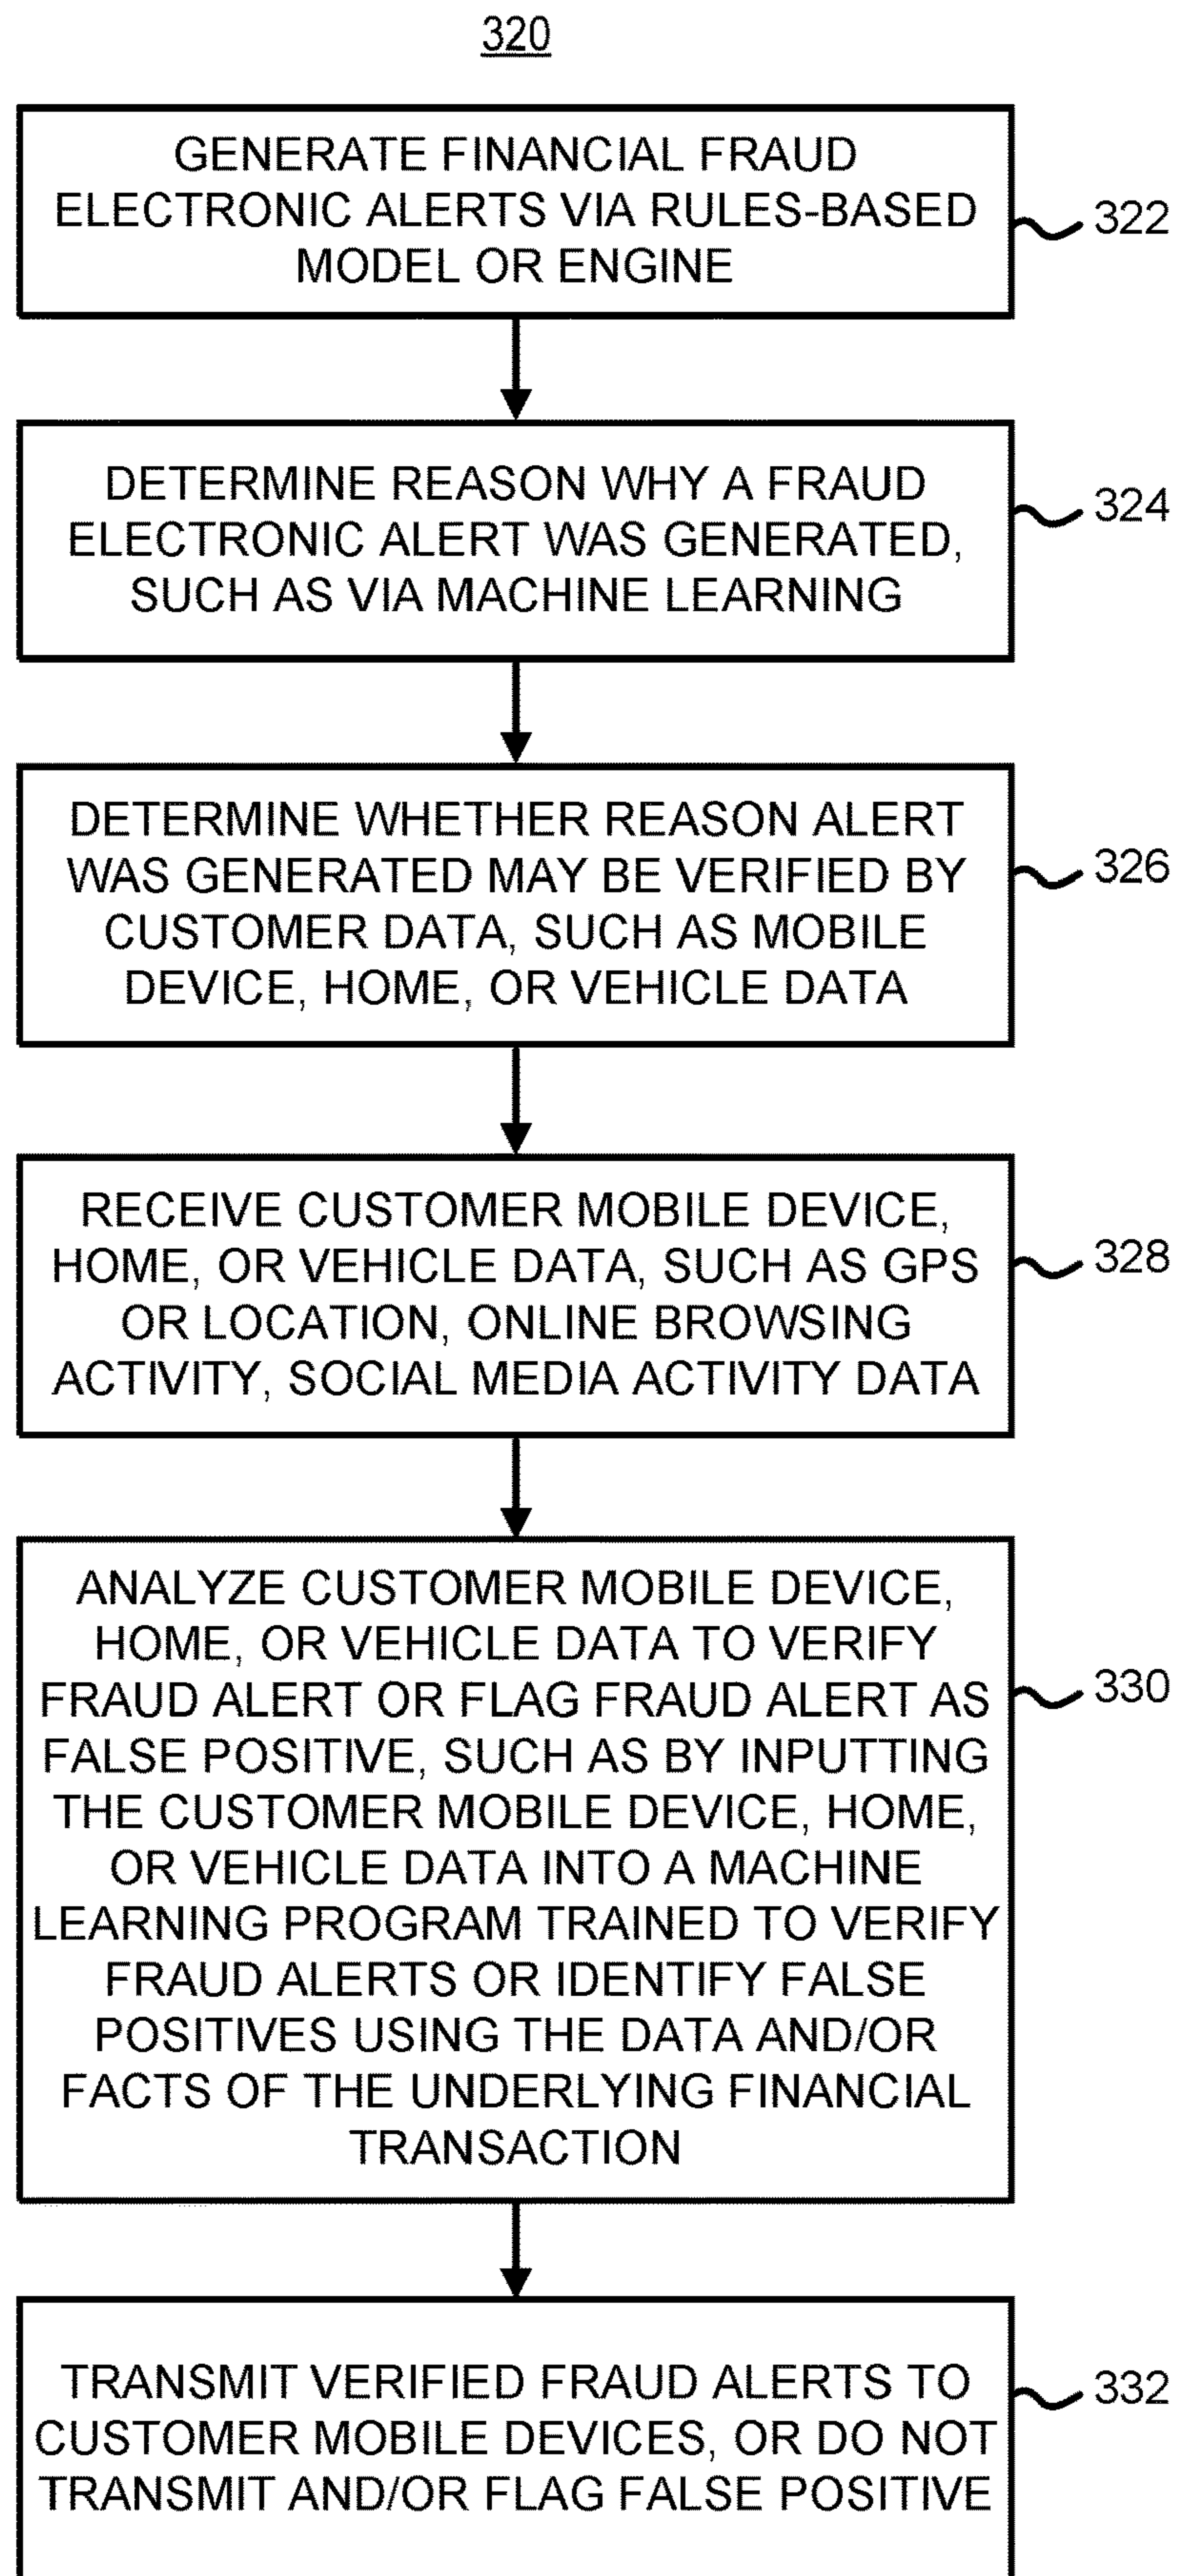 320
GENERATE FINANCIAL FRAUD
ELECTRONIC ALERTS VIA RULES-BASED
MODEL OR ENGINE
322
DETERMINE REASON WHY A FRAUD
ELECTRONIC ALERT WAS GENERATED,
SUCH AS VIA MACHINE LEARNING
324
DETERMINE WHETHER REASON ALERT
WAS GENERATED MAY BE VERIFIED BY
CUSTOMER DATA, SUCH AS MOBILE
DEVICE, HOME, OR VEHICLE DATA
326
RECEIVE CUSTOMER MOBILE DEVICE,
HOME, OR VEHICLE DATA, SUCH AS GPS
OR LOCATION, ONLINE BROWSING
ACTIVITY, SOCIAL MEDIA ACTIVITY DATA
328
ANALYZE CUSTOMER MOBILE DEVICE,
HOME, OR VEHICLE DATA TO VERIFY
FRAUD ALERT OR FLAG FRAUD ALERT AS
FALSE POSITIVE, SUCH AS BY INPUTTING
THE CUSTOMER MOBILE DEVICE, HOME,
OR VEHICLE DATA INTO A MACHINE
LEARNING PROGRAM TRAINED TO VERIFY
FRAUD ALERTS OR IDENTIFY FALSE
POSITIVES USING THE DATA AND/OR
FACTS OF THE UNDERLYING FINANCIAL
TRANSACTION
330
TRANSMIT VERIFIED FRAUD ALERTS TO
CUSTOMER MOBILE DEVICES, OR DO NOT
TRANSMIT AND/OR FLAG FALSE POSITIVE
332